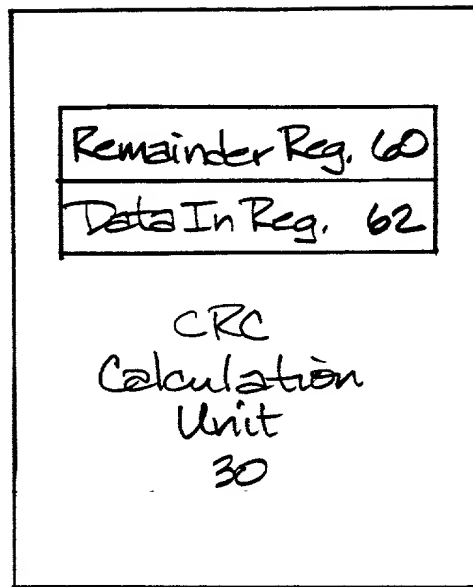 Remainder Reg. 60
Data In Reg. 62
CRC
Calculation
Unit
30